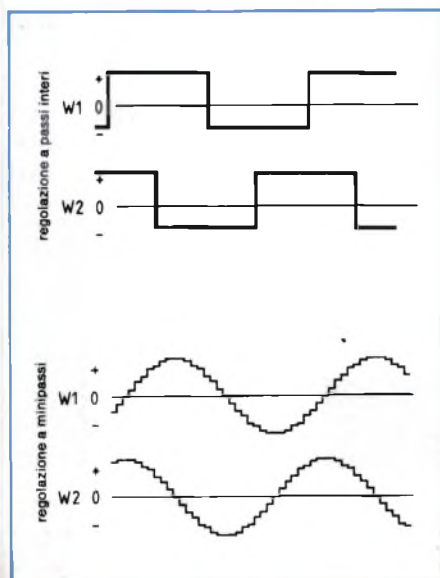 regolazione a passi interi
+
W1 0
–
+
W2 0
–
regolazione a minipassi
+
W1 0
–
+
W2 0
–